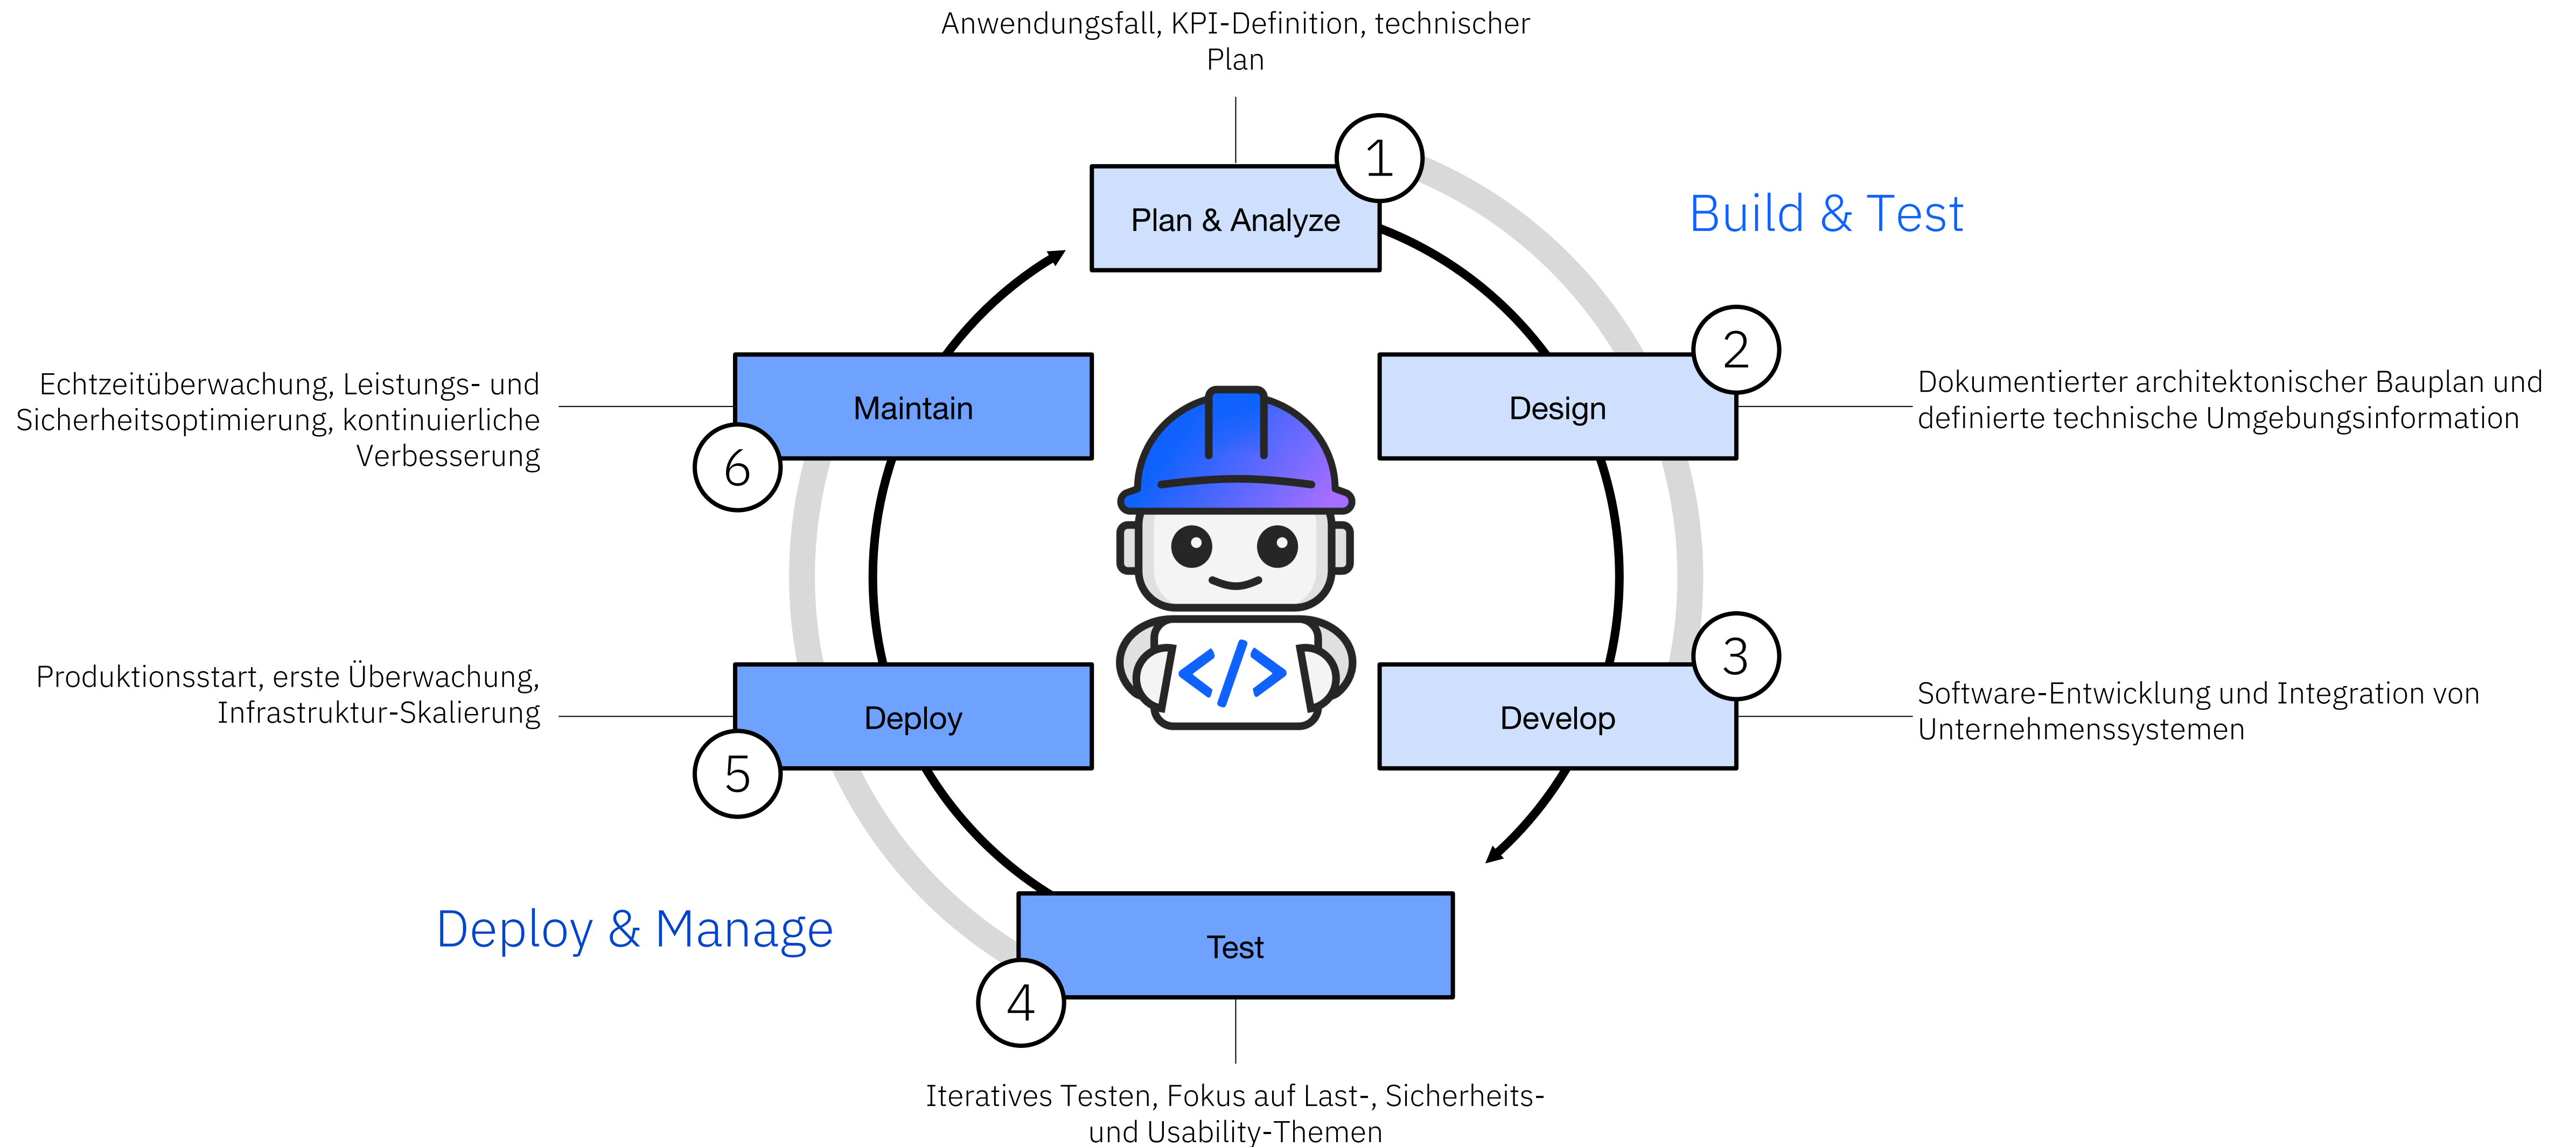 Anwendungsfall, KPI-Definition, technischer
Plan
1
Plan & Analyze
Build & Test
2
Design
Dokumentierter architektonischer Bauplan und
definierte technische Umgebungsinformation
3
Develop
Software-Entwicklung und Integration von
Unternehmenssystemen
</>
Test
4
Iteratives Testen, Fokus auf Last-, Sicherheits-
und Usability-Themen
Deploy & Manage
Deploy
5
Produktionsstart, erste Überwachung,
Infrastruktur-Skalierung
Maintain
6
Echtzeitüberwachung, Leistungs- und
Sicherheitsoptimierung, kontinuierliche
Verbesserung